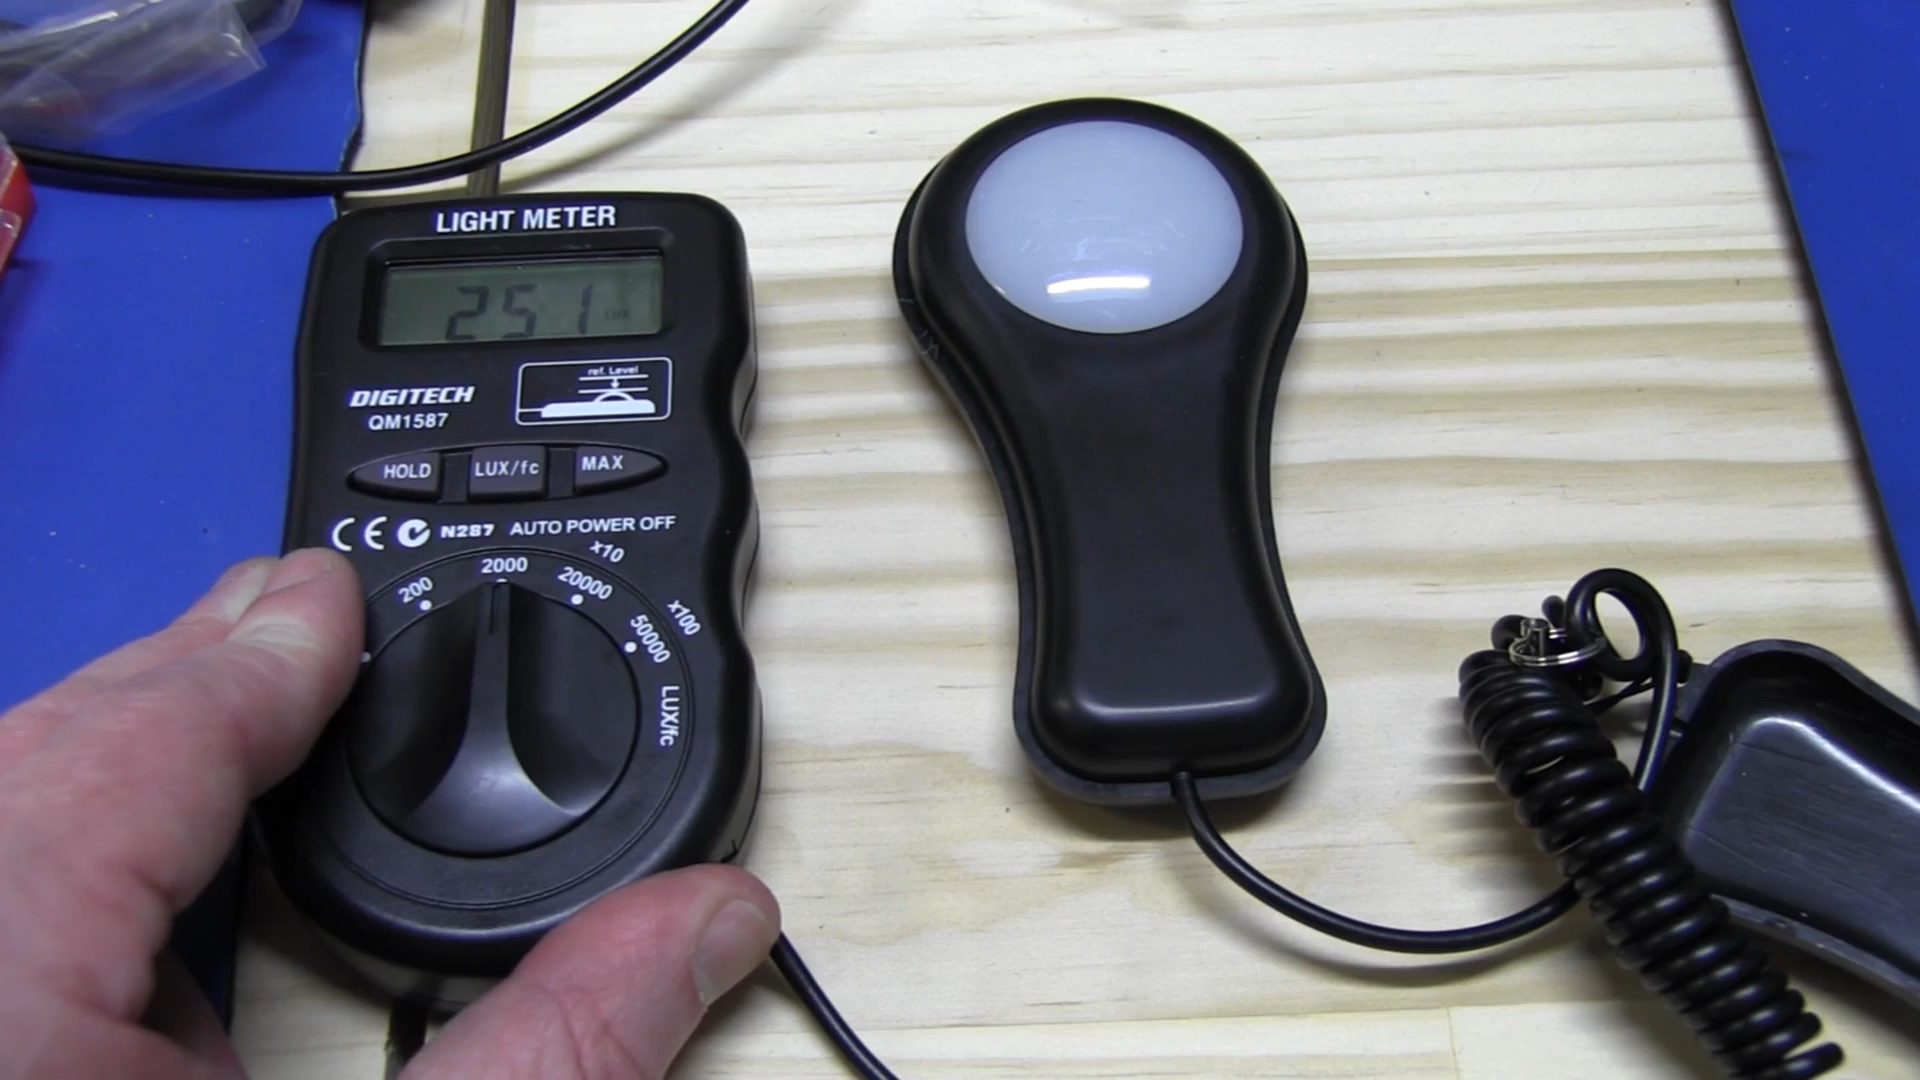 LIGHT METER
251 LUX
ref. Level
DIGITECH
QM1587
HOLD LUX/fc MAX
CE N287 AUTO POWER OFF
200 2000 x10 20000 x100 50000 LUX/fc